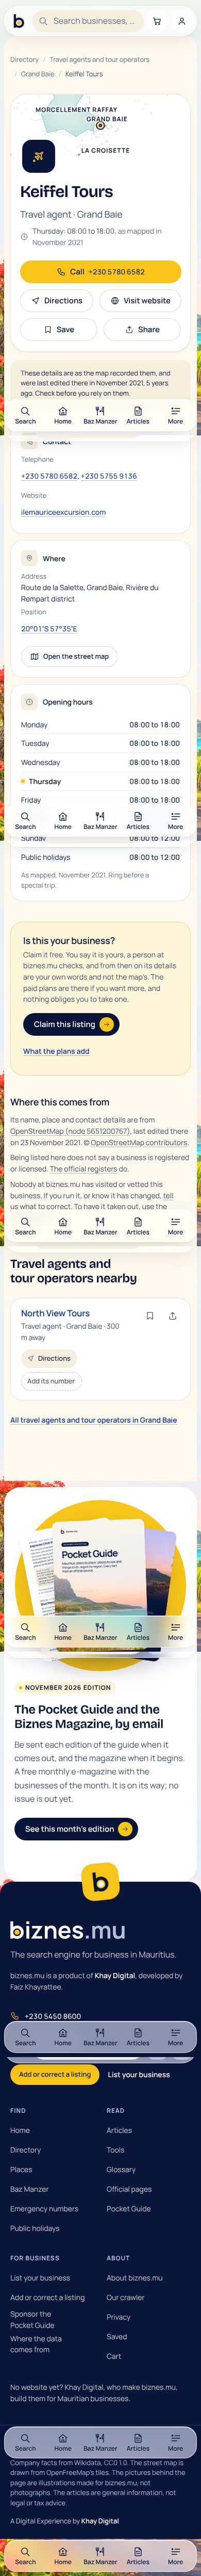 b
Search businesses, ...
Directory / Travel agents and tour operators
/ Grand Baie / Keiffel Tours
MORCELLEMENT RAFFAY
GRAND BAIE
LA CROISETTE
Keiffel Tours
Travel agent · Grand Baie
Thursday: 08:00 to 18:00, as mapped in
November 2021
Call +230 5780 6582
Directions
Visit website
Save
Share
These details are as the map recorded them, and
were last edited there in November 2021, 5 years
ago. Check before you rely on them.
Search Home Baz Manzer Articles More
Contact
Telephone
+230 5780 6582, +230 5755 9136
Website
ilemauriceexcursion.com
Where
Address
Route de la Salette, Grand Baie, Rivière du
Rempart district
Position
20°01′S 57°35′E
Open the street map
Opening hours
Monday 08:00 to 18:00
Tuesday 08:00 to 18:00
Wednesday 08:00 to 18:00
Thursday 08:00 to 18:00
Friday 08:00 to 18:00
Search Home Baz Manzer Articles More
Sunday 08:00 to 12:00
Public holidays 08:00 to 12:00
As mapped, November 2021. Ring before a
special trip.
Is this your business?
Claim it free. You say it is yours, a person at
biznes.mu checks, and from then on its details
are your own words and not the map's. The
paid plans are there if you want more, and
nothing obliges you to take one.
Claim this listing
What the plans add
Where this comes from
Its name, place and contact details are from
OpenStreetMap (node 5651200767), last edited there
on 23 November 2021. © OpenStreetMap contributors.
Being listed here does not say a business is registered
or licensed. The official registers do.
Nobody at biznes.mu has visited or vetted this
business. If you run it, or know it has changed, tell
us what to correct. You can also have it taken out, use the
Search Home Baz Manzer Articles More
Travel agents and
tour operators nearby
North View Tours
Travel agent · Grand Baie · 300
m away
Directions
Add its number
All travel agents and tour operators in Grand Baie
biznes.mu
Pocket Guide
Search Home Baz Manzer Articles More
NOVEMBER 2026 EDITION
The Pocket Guide and the
Biznes Magazine, by email
Be sent each edition of the guide when it
comes out, and the magazine when it begins.
A free monthly email, with the
businesses of the month. It is on its way; no
issue is out yet.
See this month's edition
b
biznes.mu
The search engine for business in Mauritius.
biznes.mu is a product of Khay Digital, developed by
Faiz Khayrattee.
+230 5450 8600
Search Home Baz Manzer Articles More
Add or correct a listing
List your business
FIND
Home
Directory
Places
Baz Manzer
Emergency numbers
Public holidays
READ
Articles
Tools
Glossary
Official pages
Pocket Guide
FOR BUSINESS
List your business
Add or correct a listing
Sponsor the
Pocket Guide
Where the data
comes from
ABOUT
About biznes.mu
Our crawler
Privacy
Saved
Cart
No website yet? Khay Digital, who make biznes.mu,
build them for Mauritian businesses.
Search Home Baz Manzer Articles More
Company facts from Wikidata, CC0 1.0. The street map is
drawn from OpenFreeMap's tiles. The pictures behind the
page are illustrations made for biznes.mu, not
photographs. The articles are general information, not
legal or tax advice.
A Digital Experience by Khay Digital
Search Home Baz Manzer Articles More